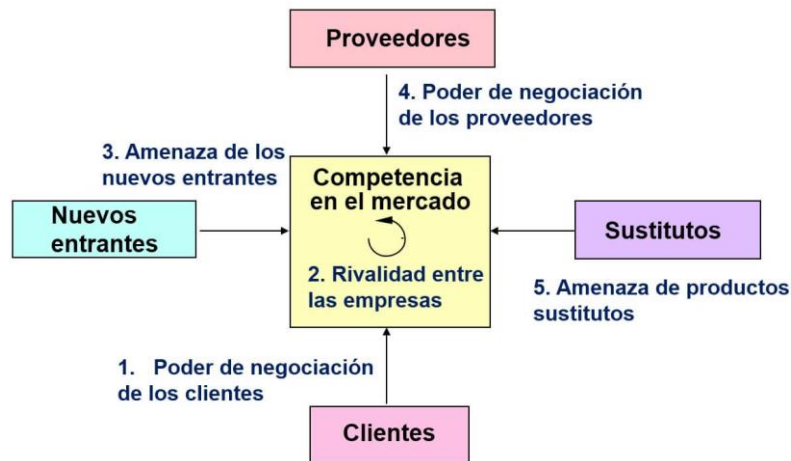 Proveedores
4. Poder de negociación
de los proveedores
3. Amenaza de los
nuevos entrantes
Competencia
en el mercado
Nuevos
entrantes
Sustitutos
2. Rivalidad entre
las empresas
5. Amenaza de productos
sustitutos
1. Poder de negociación
de los clientes
Clientes